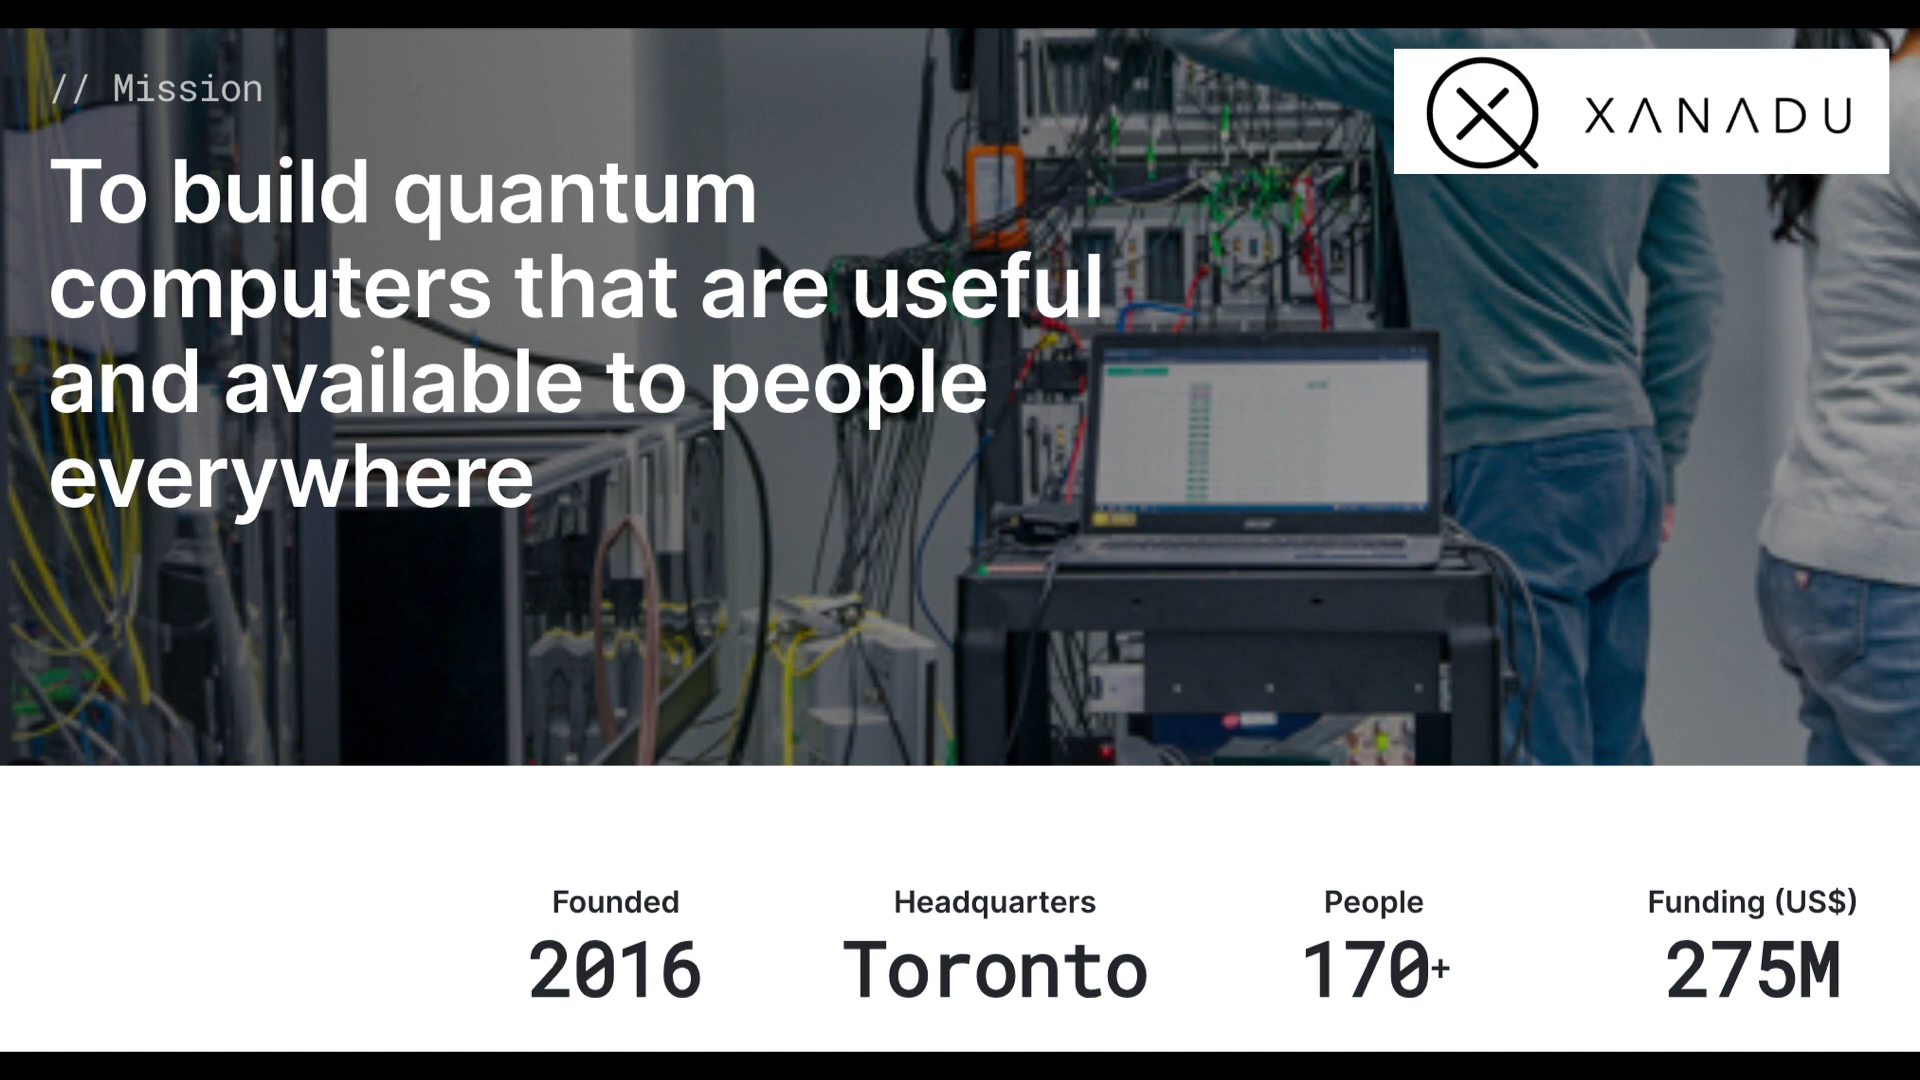 // Mission
XANADU
To build quantum
computers that are useful
and available to people
everywhere
Founded
2016
Headquarters
Toronto
People
170+
Funding (US$)
275M